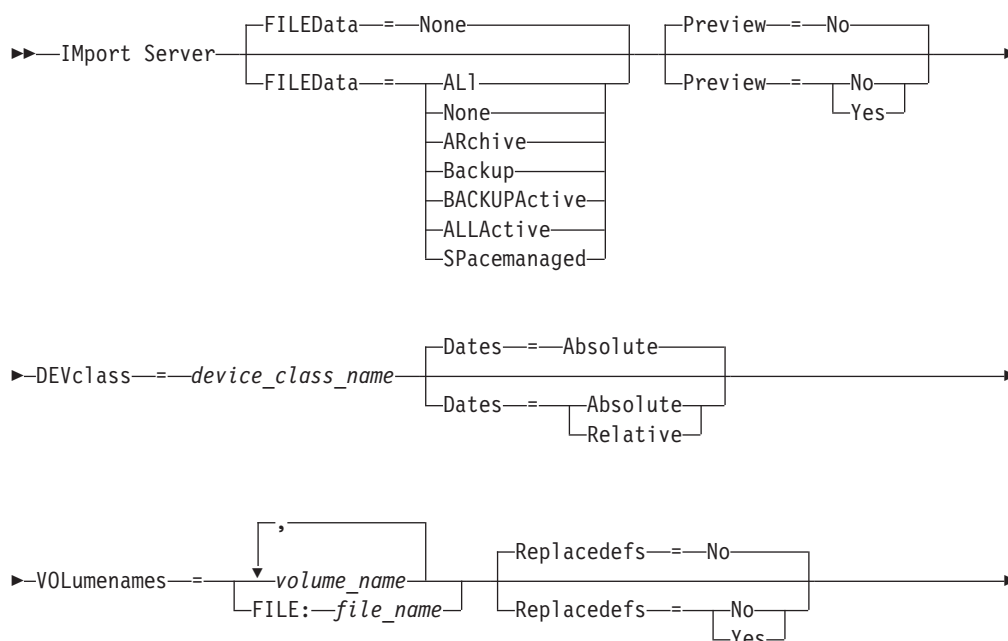 FILEData = None Preview = No
IMport Server
FILEData = ALl Preview = No
None Yes
ARchive
Backup
BACKUPActive
ALLActive
SPacemanaged
Dates = Absolute
DEVclass = device_class_name
Dates = Absolute
Relative
, Replacedefs = No
VOLumenames = volume_name
FILE: file_name Replacedefs = No
Yes